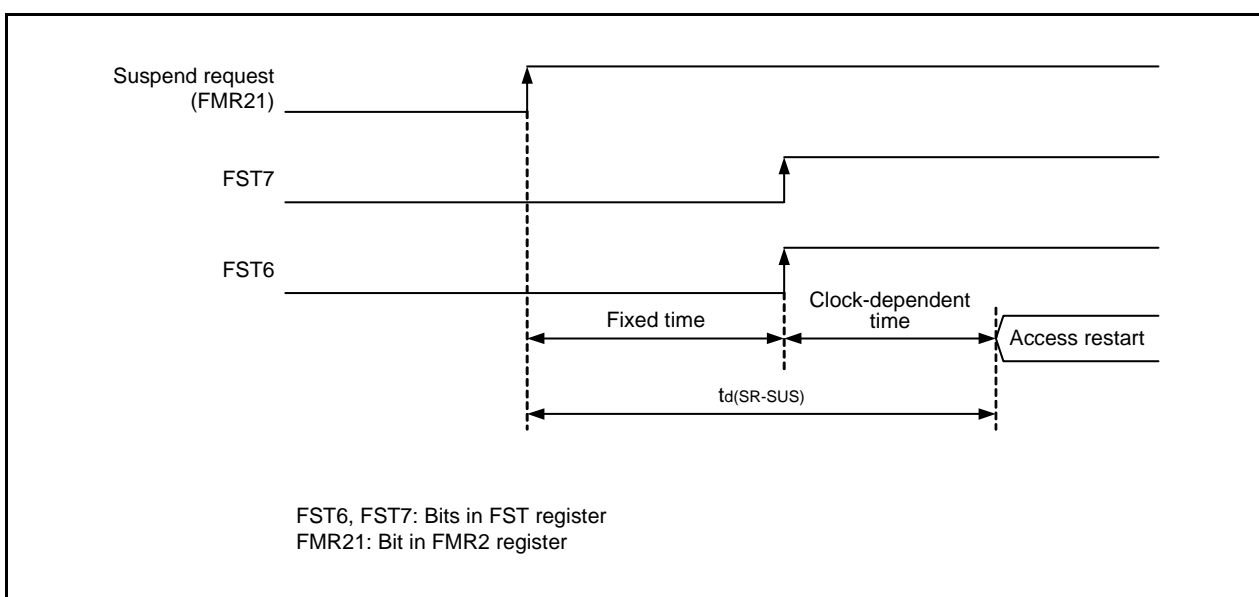 Suspend request
(FMR21)
FST7
FST6
Fixed time
Clock-dependent
time
Access restart
td(SR-SUS)
FST6, FST7: Bits in FST register
FMR21: Bit in FMR2 register